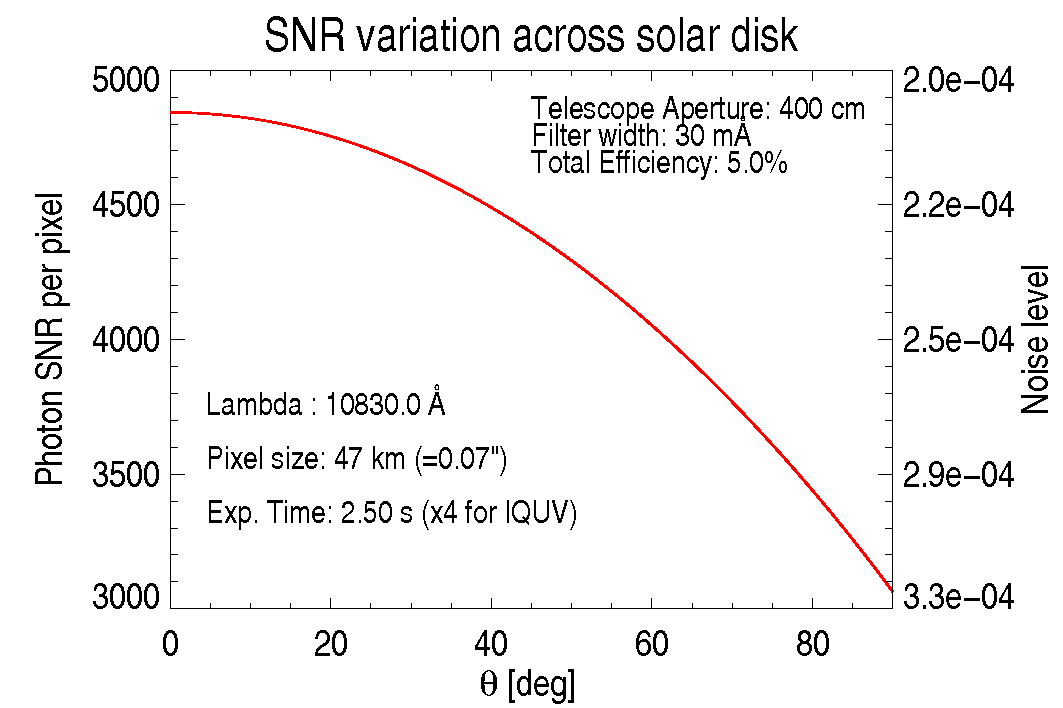 SNR variation across solar disk
5000
4500
4000
3500
3000
Photon SNR per pixel
Telescope Aperture: 400 cm
Filter width: 30 mÅ
Total Efficiency: 5.0%
Lambda : 10830.0 Å
Pixel size: 47 km (=0.07")
Exp. Time: 2.50 s (x4 for IQUV)
2.0e−04
2.2e−04
2.5e−04
2.9e−04
3.3e−04
Noise level
0 20 40 60 80
θ [deg]